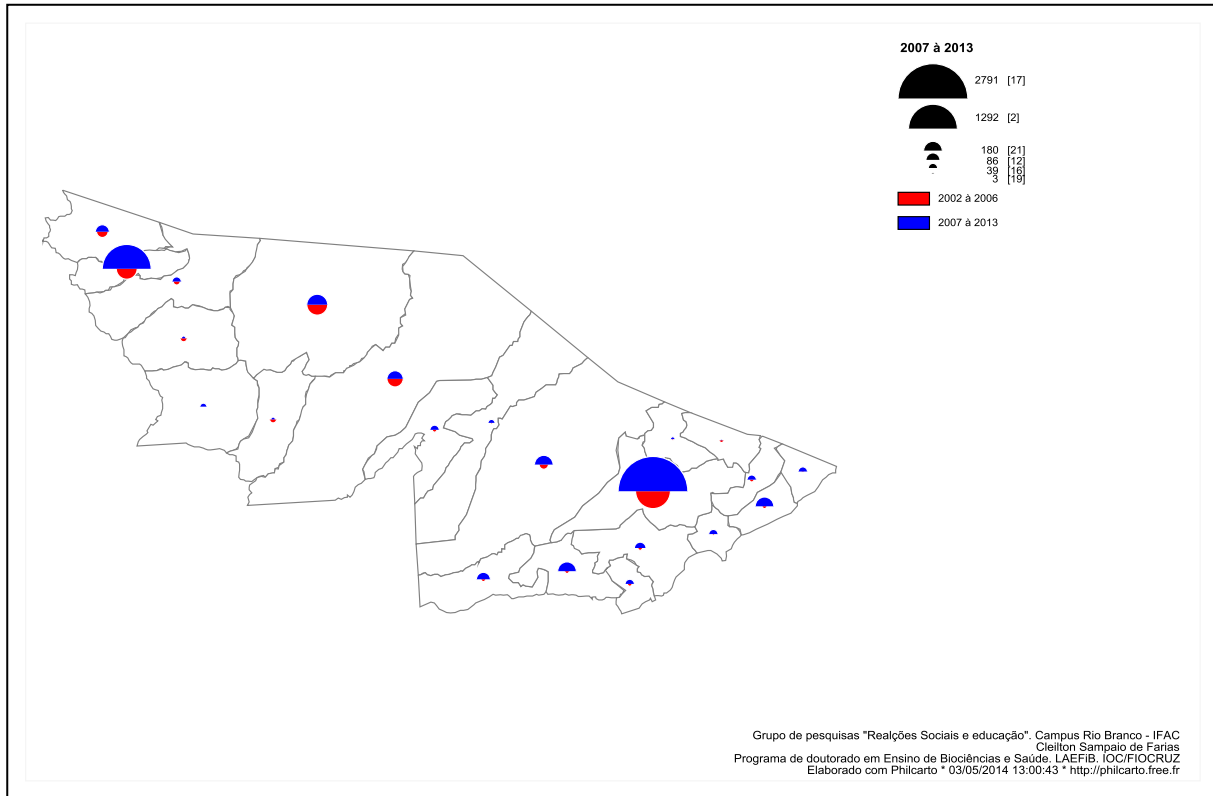 2007 à 2013
2791 [17]
1292 [2]
180 [21]
86 [12]
39 [16]
3 [19]
2002 à 2006
2007 à 2013
Grupo de pesquisas "Realções Sociais e educação". Campus Rio Branco - IFAC
Cleilton Sampaio de Farias
Programa de doutorado em Ensino de Biociências e Saúde. LAEFiB. IOC/FIOCRUZ
Elaborado com Philcarto * 03/05/2014 13:00:43 * http://philcarto.free.fr